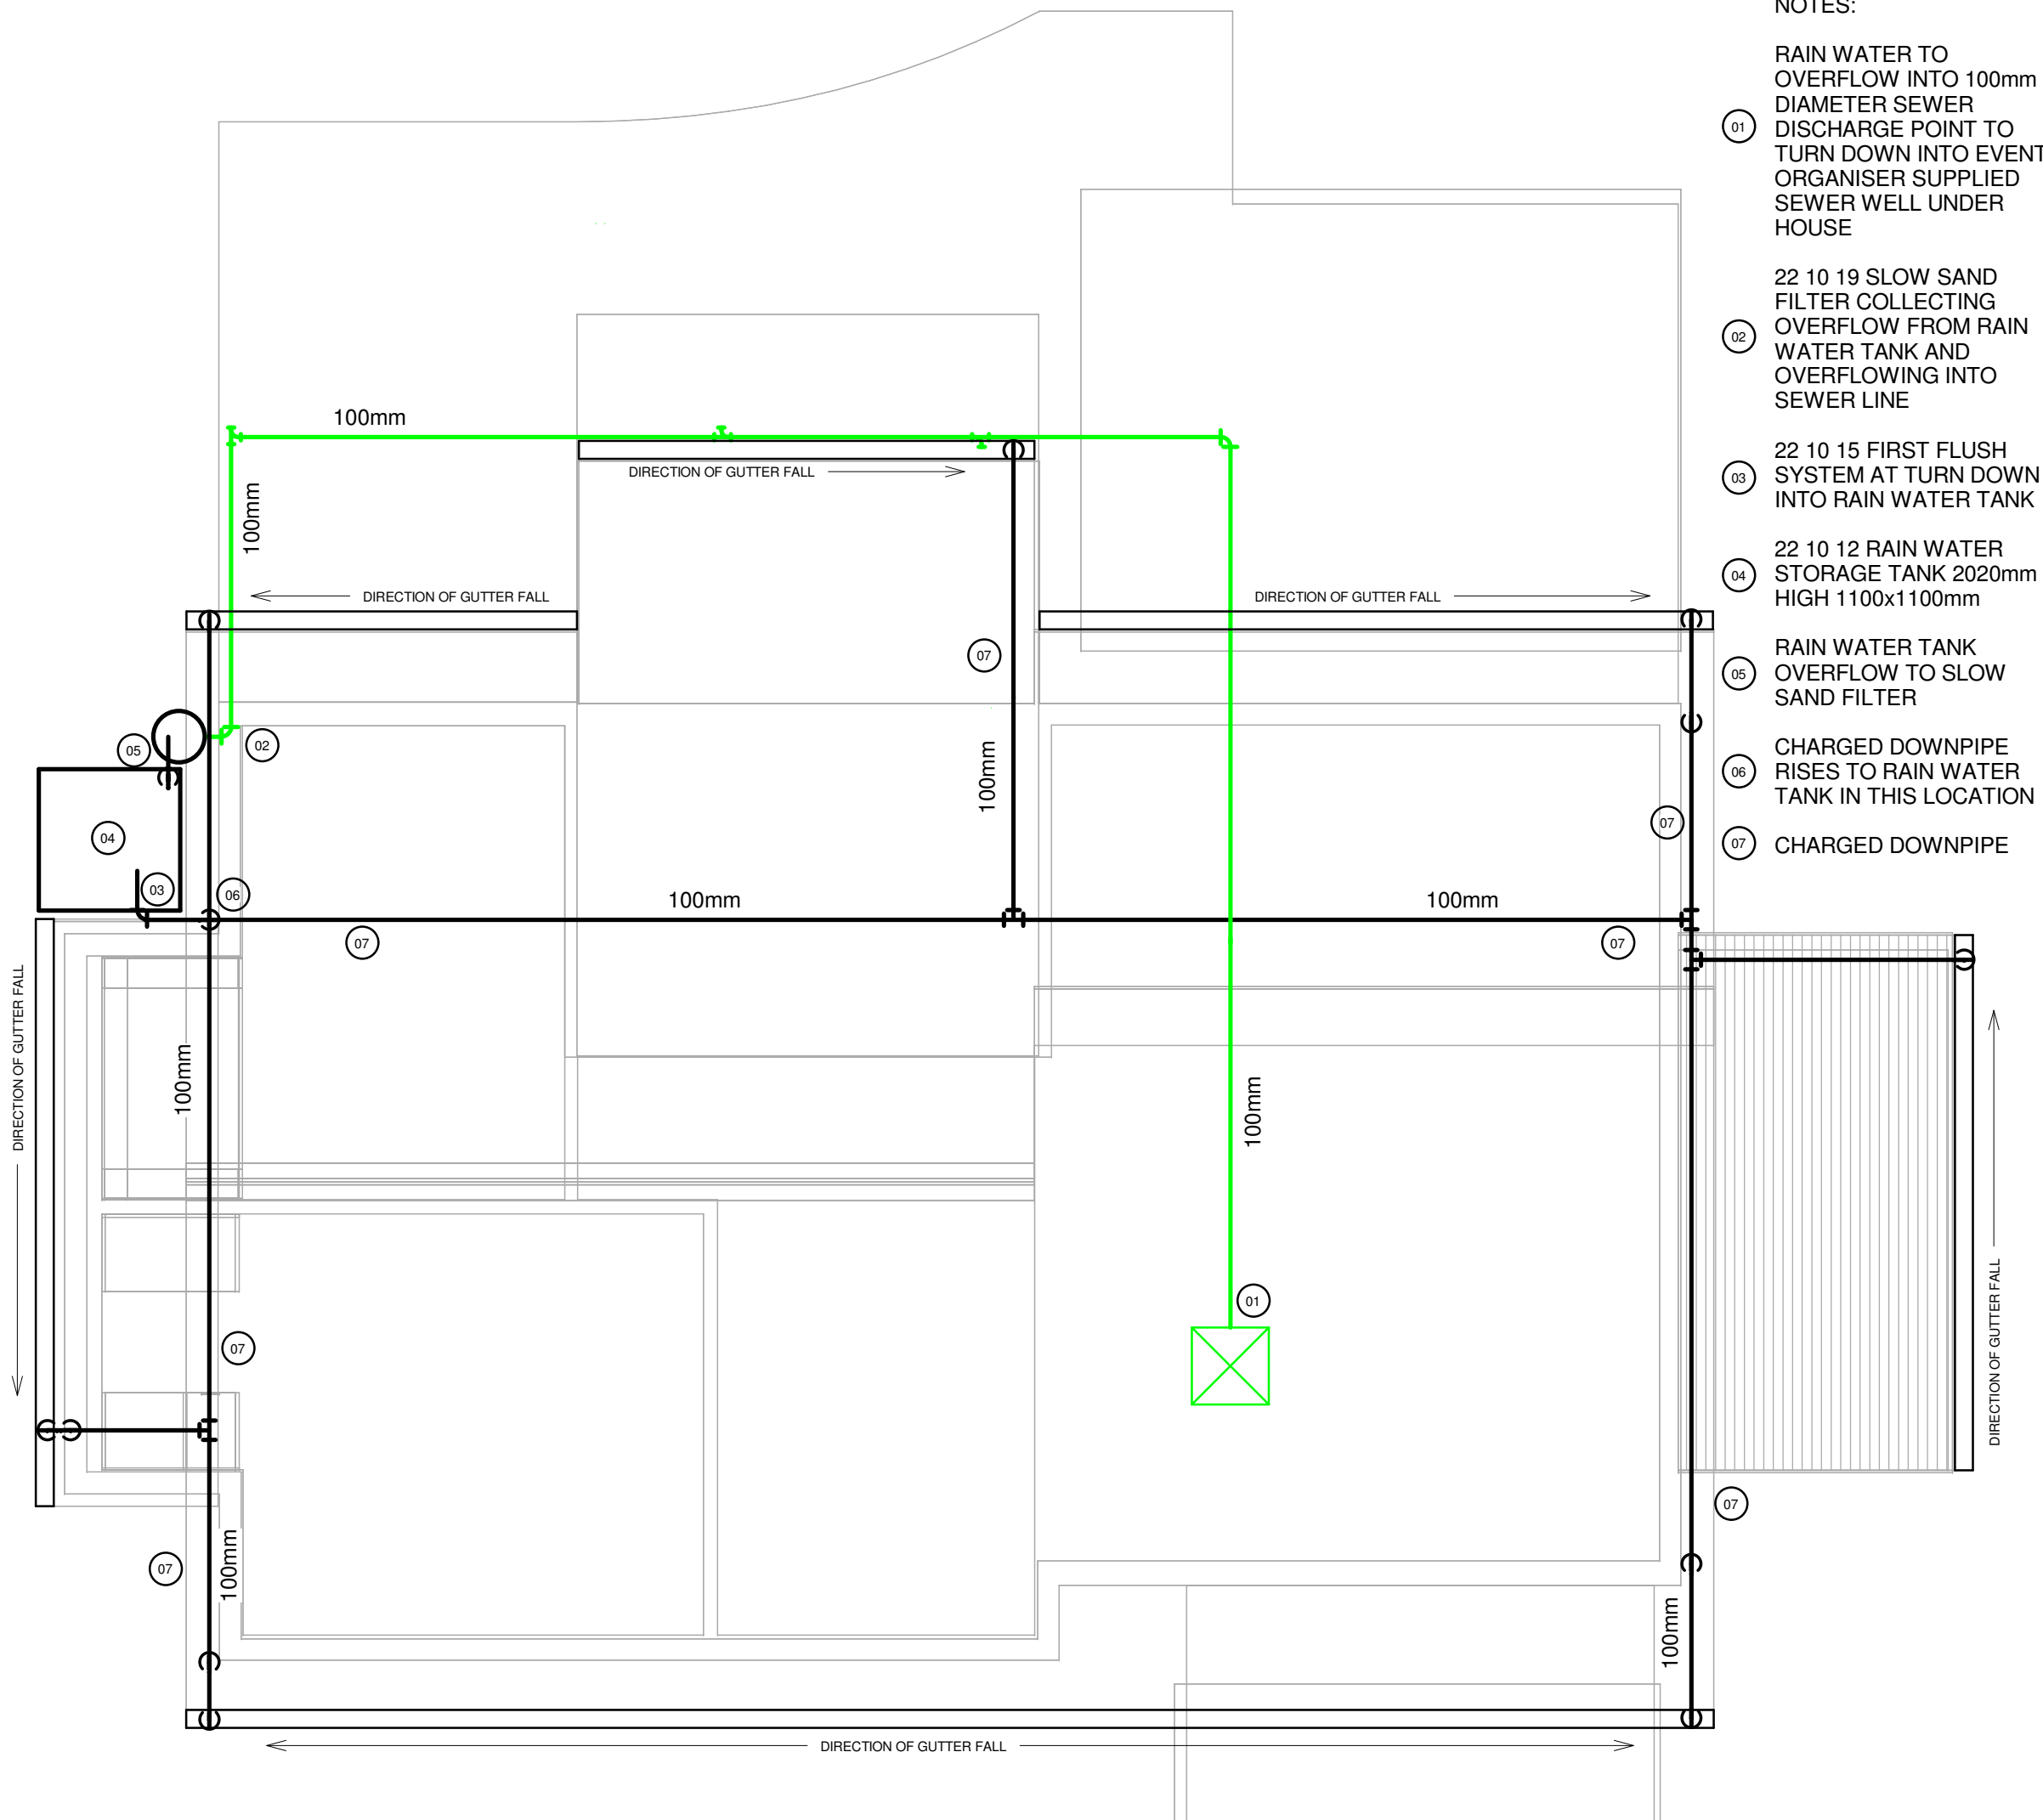 NOTES:
01
RAIN WATER TO
OVERFLOW INTO 100mm
DIAMETER SEWER
DISCHARGE POINT TO
TURN DOWN INTO EVENT
ORGANISER SUPPLIED
SEWER WELL UNDER
HOUSE
02
22 10 19 SLOW SAND
FILTER COLLECTING
OVERFLOW FROM RAIN
WATER TANK AND
OVERFLOWING INTO
SEWER LINE
03
22 10 15 FIRST FLUSH
SYSTEM AT TURN DOWN
INTO RAIN WATER TANK
04
22 10 12 RAIN WATER
STORAGE TANK 2020mm
HIGH 1100x1100mm
05
RAIN WATER TANK
OVERFLOW TO SLOW
SAND FILTER
06
CHARGED DOWNPIPE
RISES TO RAIN WATER
TANK IN THIS LOCATION
07
CHARGED DOWNPIPE
100mm
DIRECTION OF GUTTER FALL
100mm
DIRECTION OF GUTTER FALL
DIRECTION OF GUTTER FALL
07
05
02
100mm
07
04
03
06
100mm
100mm
07
07
DIRECTION OF GUTTER FALL
100mm
100mm
01
07
DIRECTION OF GUTTER FALL
07
07
100mm
100mm
DIRECTION OF GUTTER FALL